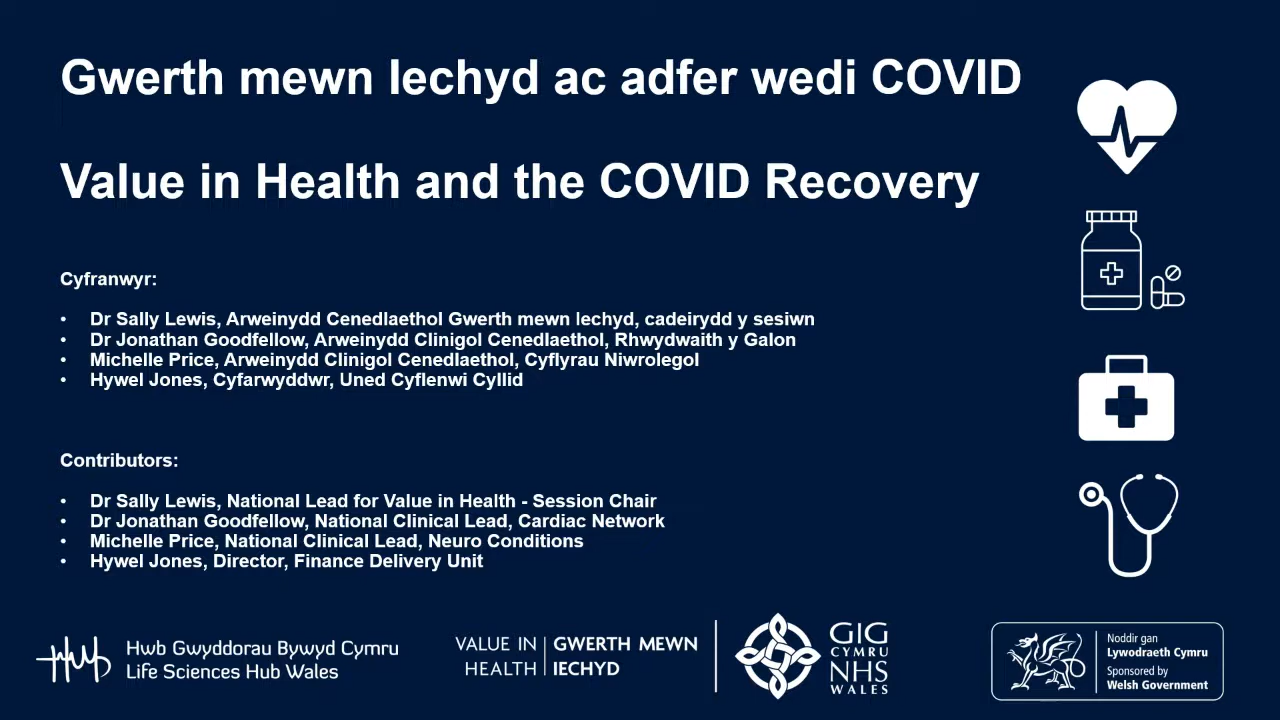 Gwerth mewn Iechyd ac adfer wedi COVID
Value in Health and the COVID Recovery
Cyfranwyr:
• Dr Sally Lewis, Arweinydd Cenedlaethol Gwerth mewn Iechyd, cadeirydd y sesiwn
• Dr Jonathan Goodfellow, Arweinydd Clinigol Cenedlaethol, Rhwydwaith y Galon
• Michelle Price, Arweinydd Clinigol Cenedlaethol, Cyflyrau Niwrolegol
• Hywel Jones, Cyfarwyddwr, Uned Cyflenwi Cyllid
Contributors:
• Dr Sally Lewis, National Lead for Value in Health - Session Chair
• Dr Jonathan Goodfellow, National Clinical Lead, Cardiac Network
• Michelle Price, National Clinical Lead, Neuro Conditions
• Hywel Jones, Director, Finance Delivery Unit
Hwb
Hwb Gwyddorau Bywyd Cymru
Life Sciences Hub Wales
VALUE IN
HEALTH
GWERTH MEWN
IECHYD
GIG
CYMRU
NHS
WALES
Noddir gan
Lywodraeth Cymru
Sponsored by
Welsh Government